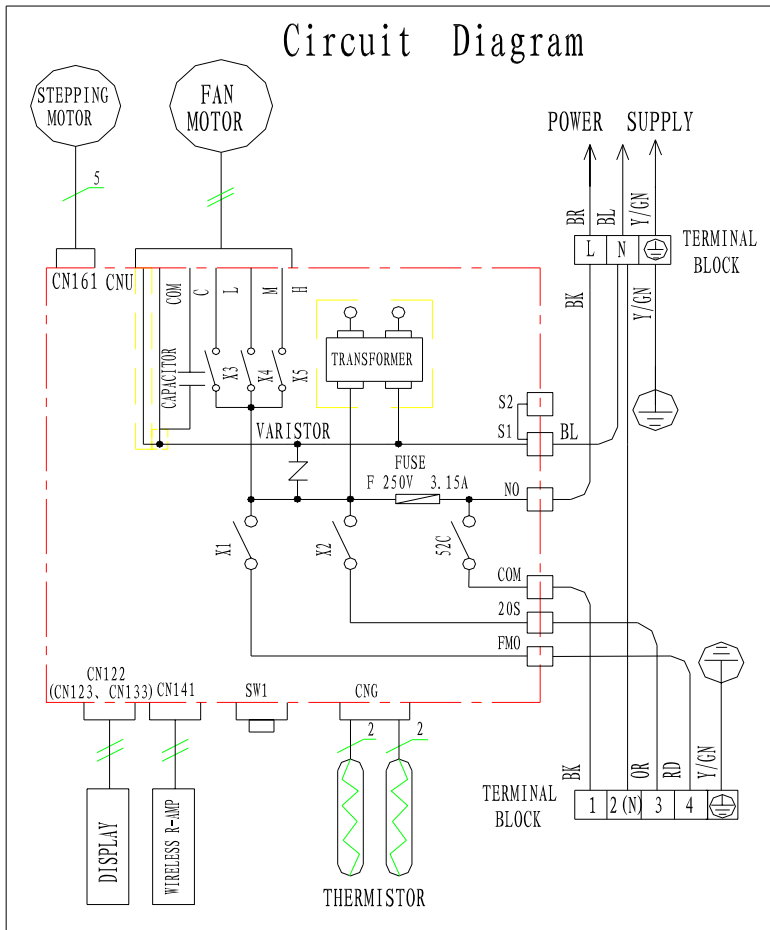 Circuit Diagram
STEPPING
MOTOR
FAN
MOTOR
POWER SUPPLY
5
BR
BL
Y/GN
L
N
TERMINAL
BLOCK
CN161
CNU
COM
C
L
M
H
BK
Y/GN
TRANSFORMER
CAPACITOR
X3
X4
X5
S2
S1
BL
VARISTOR
FUSE
F 250V 3.15A
NO
X1
X2
52C
COM
20S
FMO
CN122
(CN123、CN133)
CN141
SW1
CNG
2
2
BK
OR
RD
Y/GN
TERMINAL
BLOCK
1
2(N)
3
4
DISPLAY
WIRELESS R-AMP
THERMISTOR